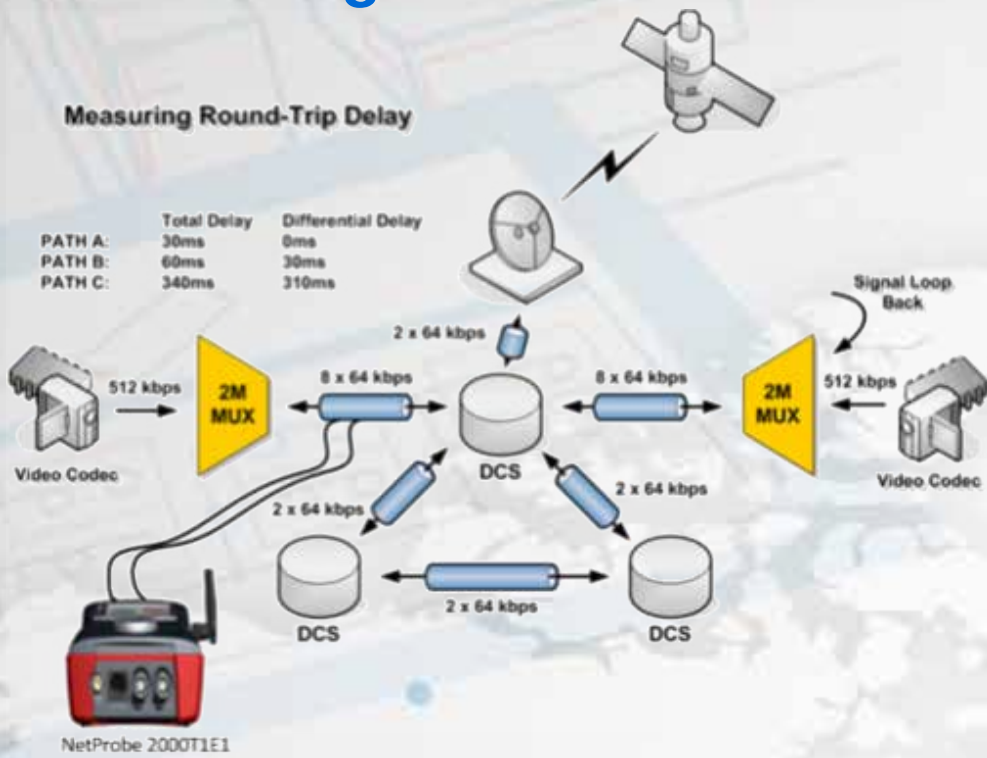 Measuring Round-Trip Delay
Total Delay Differential Delay
PATH A: 30ms 0ms
PATH B: 60ms 30ms
PATH C: 340ms 310ms
Signal Loop
Back
2 x 64 kbps
512 kbps
2M
MUX
8 x 64 kbps
8 x 64 kbps
2M
MUX
512 kbps
Video Codec
DCS
Video Codec
2 x 64 kbps
2 x 64 kbps
DCS
2 x 64 kbps
DCS
NetProbe 2000T1E1